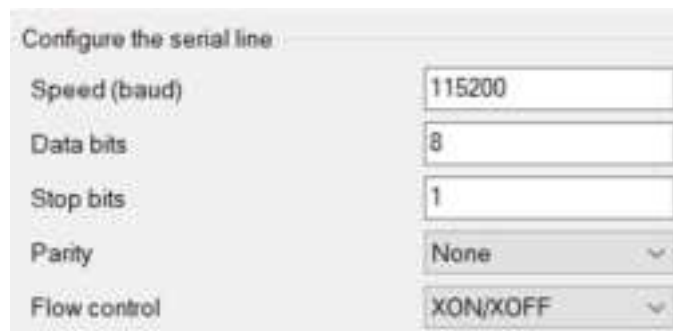 Configure the serial line
Speed (baud) 115200
Data bits 8
Stop bits 1
Parity None
Flow control XON/XOFF